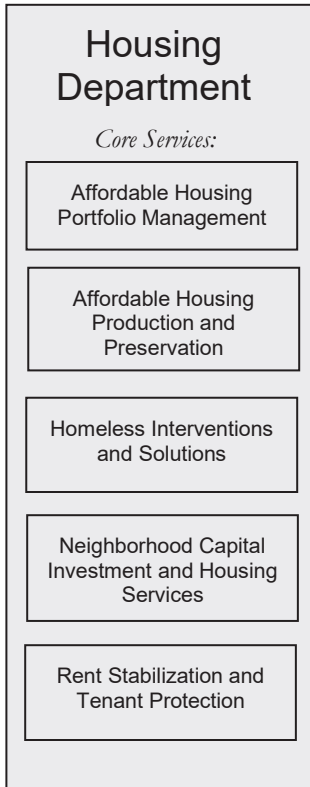 Housing
Department
Core Services:
Affordable Housing
Portfolio Management
Affordable Housing
Production and
Preservation
Homeless Interventions
and Solutions
Neighborhood Capital
Investment and Housing
Services
Rent Stabilization and
Tenant Protection